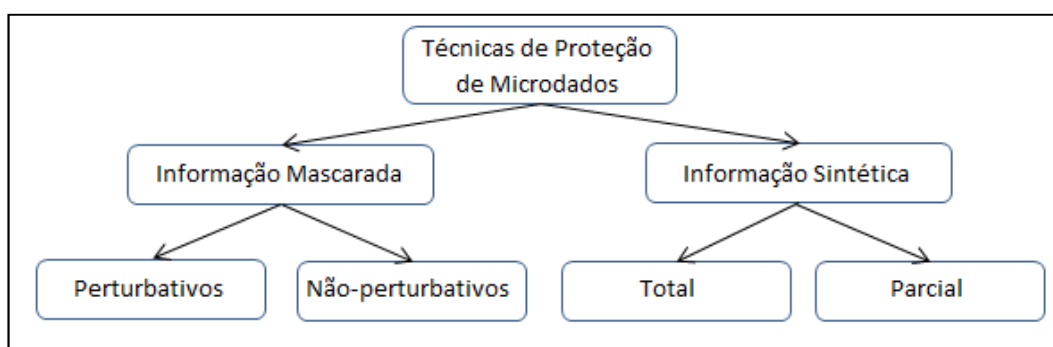 Técnicas de Proteção
de Microdados
Informação Mascarada
Informação Sintética
Perturbativos
Não-perturbativos
Total
Parcial